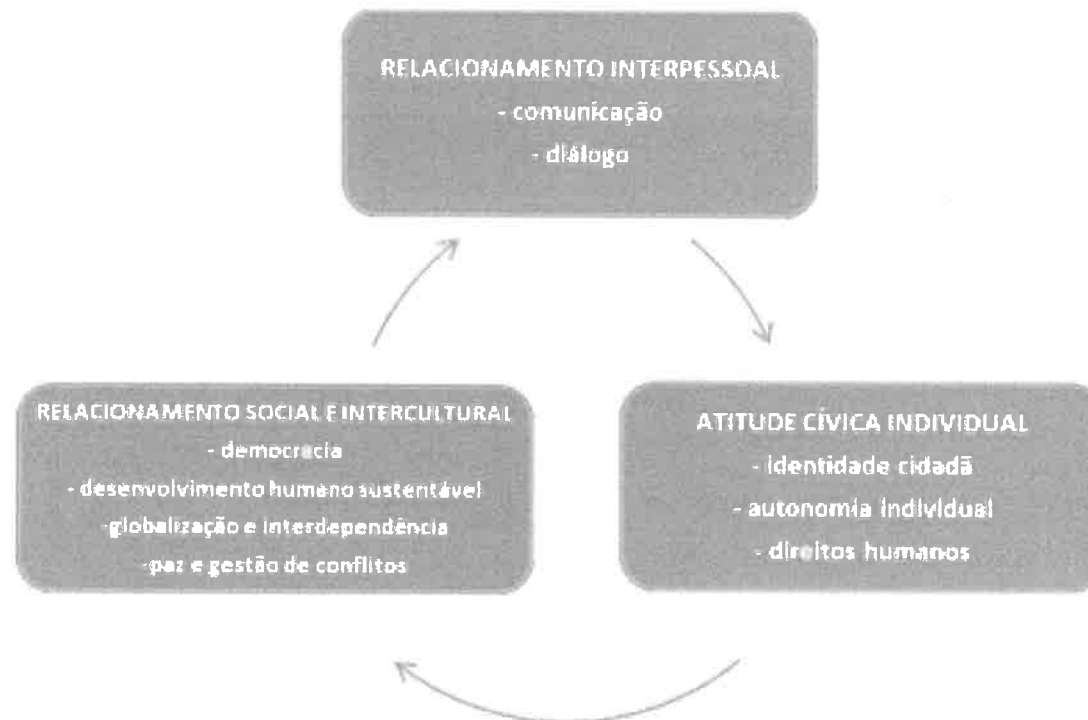 RELACIONAMENTO INTERPESSOAL
- comunicação
- diálogo
RELACIONAMENTO SOCIAL E INTERCULTURAL
- democracia
- desenvolvimento humano sustentável
-globalização e interdependência
-paz e gestão de conflitos
ATITUDE CÍVICA INDIVIDUAL
- identidade cidadã
- autonomia individual
- direitos humanos